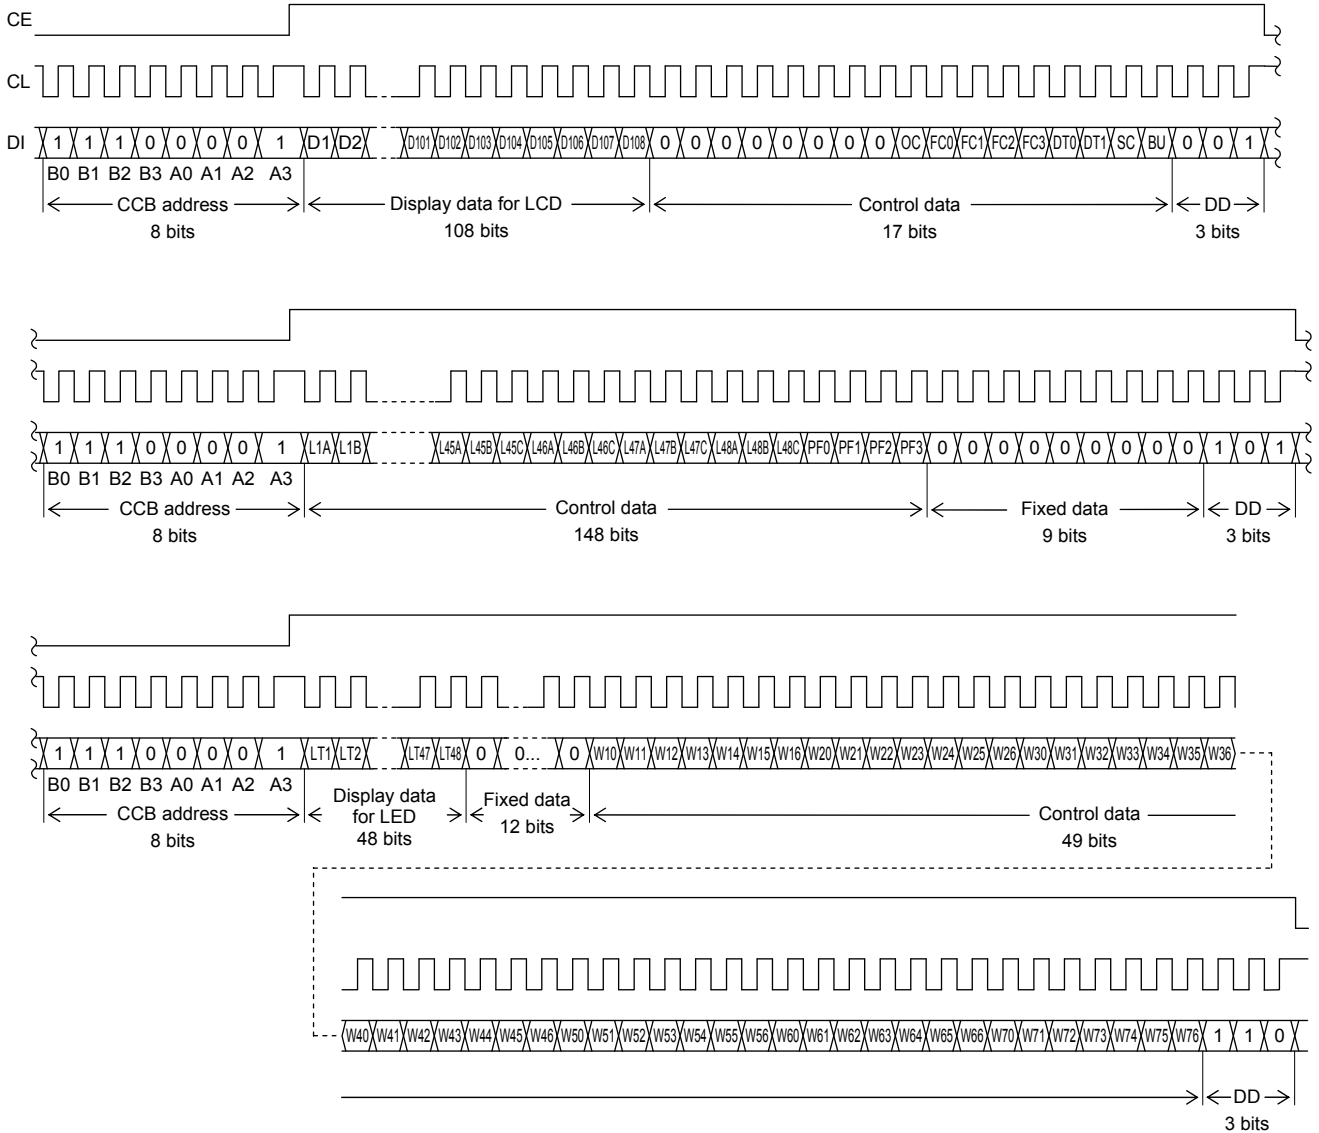 CE
CL
DI 1 1 1 0 0 0 0 1 D1 D2 D101 D102 D103 D104 D105 D106 D107 D108 0 0 0 0 0 0 0 0 OC FC0 FC1 FC2 FC3 DT0 DT1 SC BU 0 0 1
B0 B1 B2 B3 A0 A1 A2 A3
CCB address Display data for LCD Control data DD
8 bits 108 bits 17 bits 3 bits
1 1 1 0 0 0 0 1 L1A L1B L45A L45B L45C L46A L46B L46C L47A L47B L47C L48A L48B L48C PF0 PF1 PF2 PF3 0 0 0 0 0 0 0 0 0 1 0 1
B0 B1 B2 B3 A0 A1 A2 A3
CCB address Control data Fixed data DD
8 bits 148 bits 9 bits 3 bits
1 1 1 0 0 0 0 1 LT1 LT2 LT47 LT48 0 0... 0 W10 W11 W12 W13 W14 W15 W16 W20 W21 W22 W23 W24 W25 W26 W30 W31 W32 W33 W34 W35 W36
B0 B1 B2 B3 A0 A1 A2 A3
CCB address Display data for LED Fixed data Control data
8 bits 48 bits 12 bits 49 bits
W40 W41 W42 W43 W44 W45 W46 W50 W51 W52 W53 W54 W55 W56 W60 W61 W62 W63 W64 W65 W66 W70 W71 W72 W73 W74 W75 W76 1 1 0
DD
3 bits